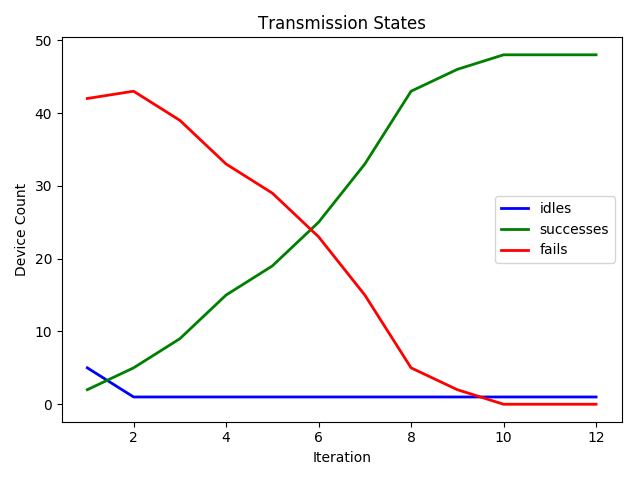 Transmission States
50
40
30
20
10
0
Device Count
idles
successes
fails
2 4 6 8 10 12
Iteration